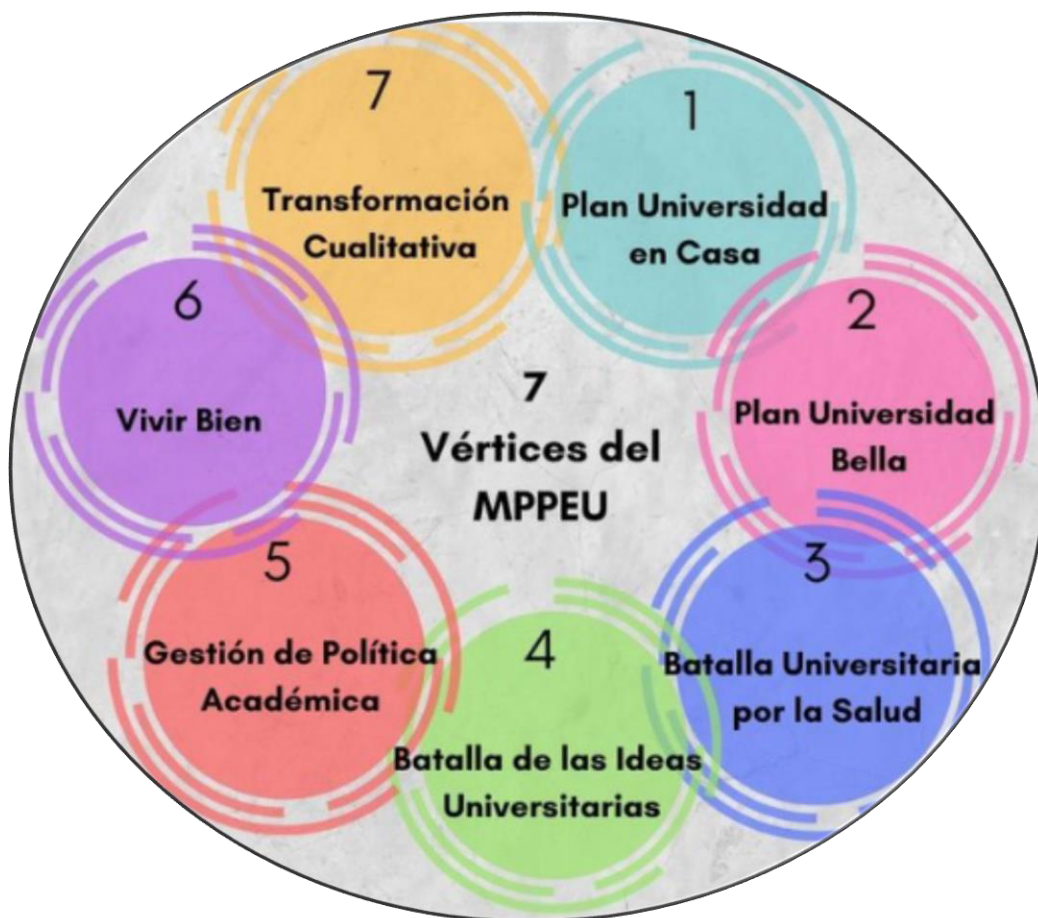 7
Vértices del
MPPEU
1
Plan Universidad
en Casa
2
Plan Universidad
Bella
3
Batalla Universitaria
por la Salud
4
Batalla de las Ideas
Universitarias
5
Gestión de Política
Académica
6
Vivir Bien
7
Transformación
Cualitativa